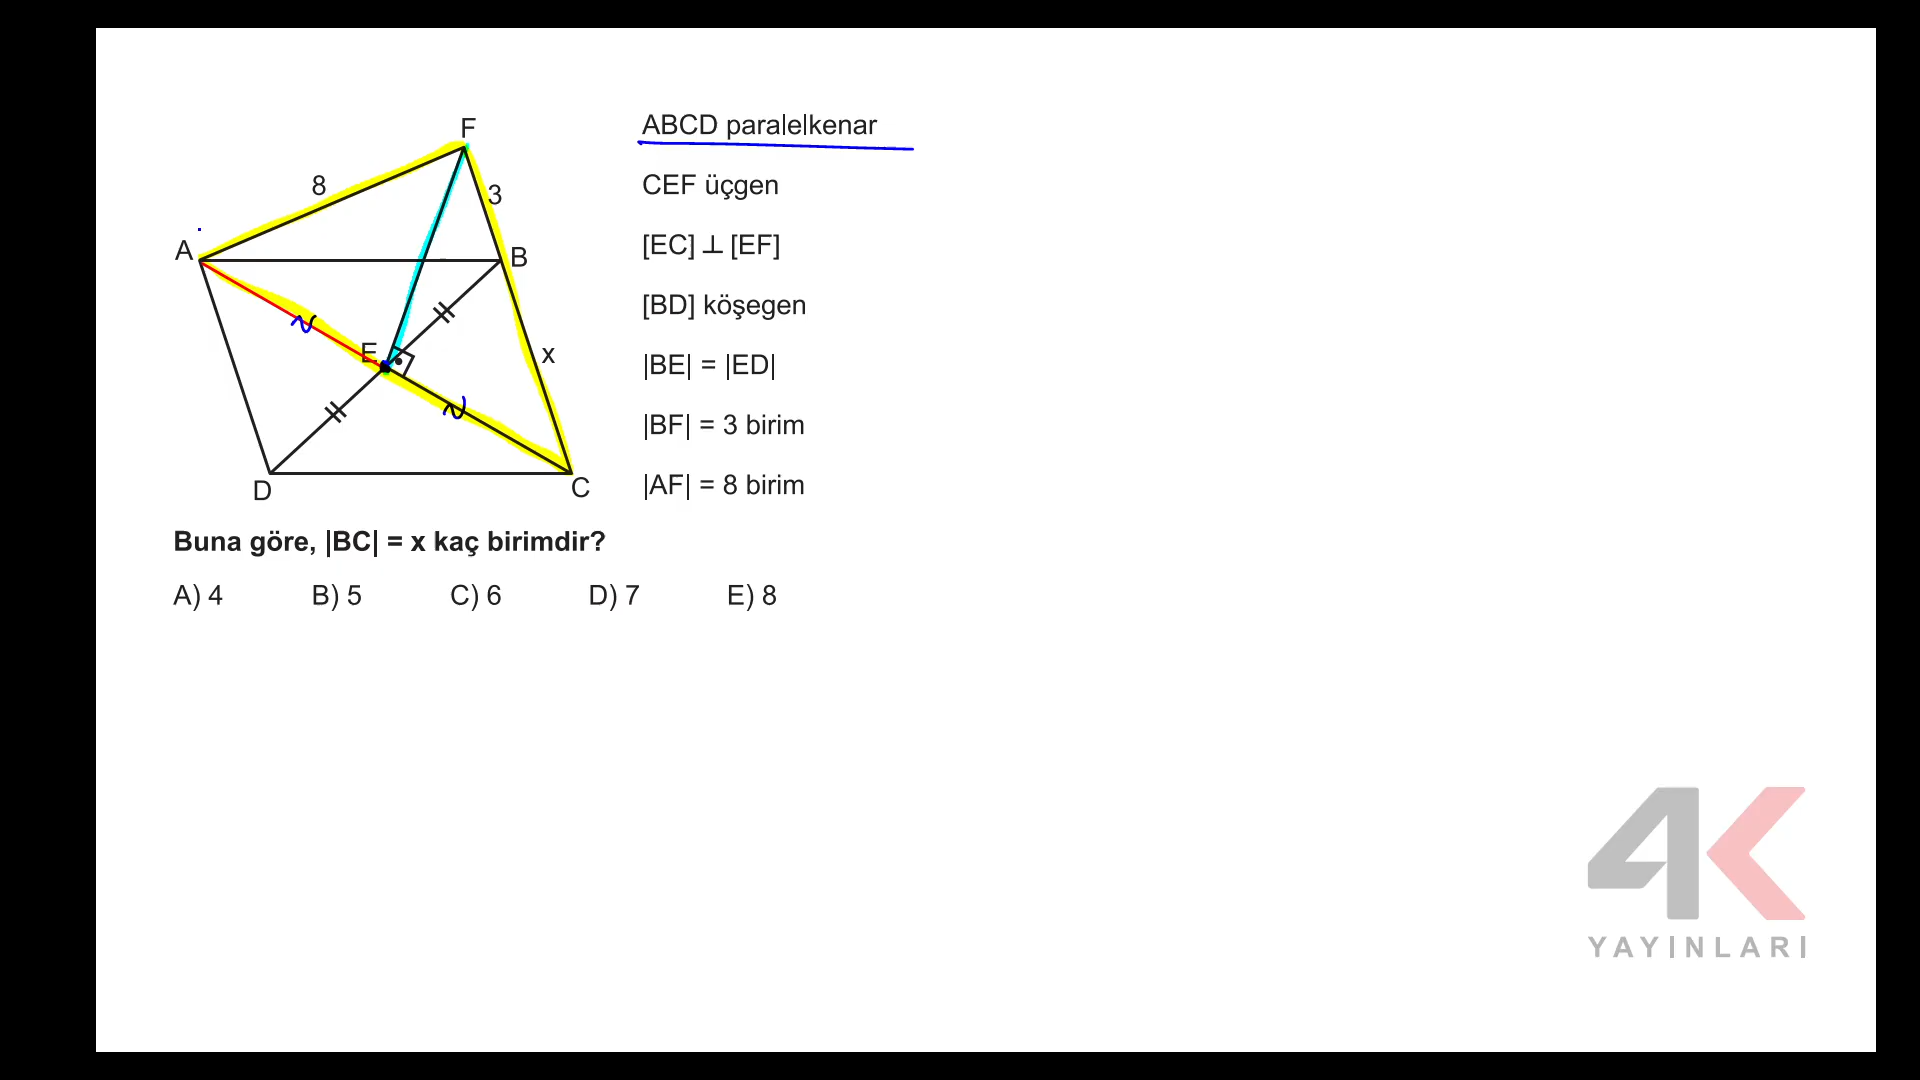 F
8
3
A
B
E
x
D
C
ABCD paralelkenar
CEF üçgen
[EC] ⊥ [EF]
[BD] köşegen
|BE| = |ED|
|BF| = 3 birim
|AF| = 8 birim
Buna göre, |BC| = x kaç birimdir?
A) 4 B) 5 C) 6 D) 7 E) 8
4K
YAYINLARI